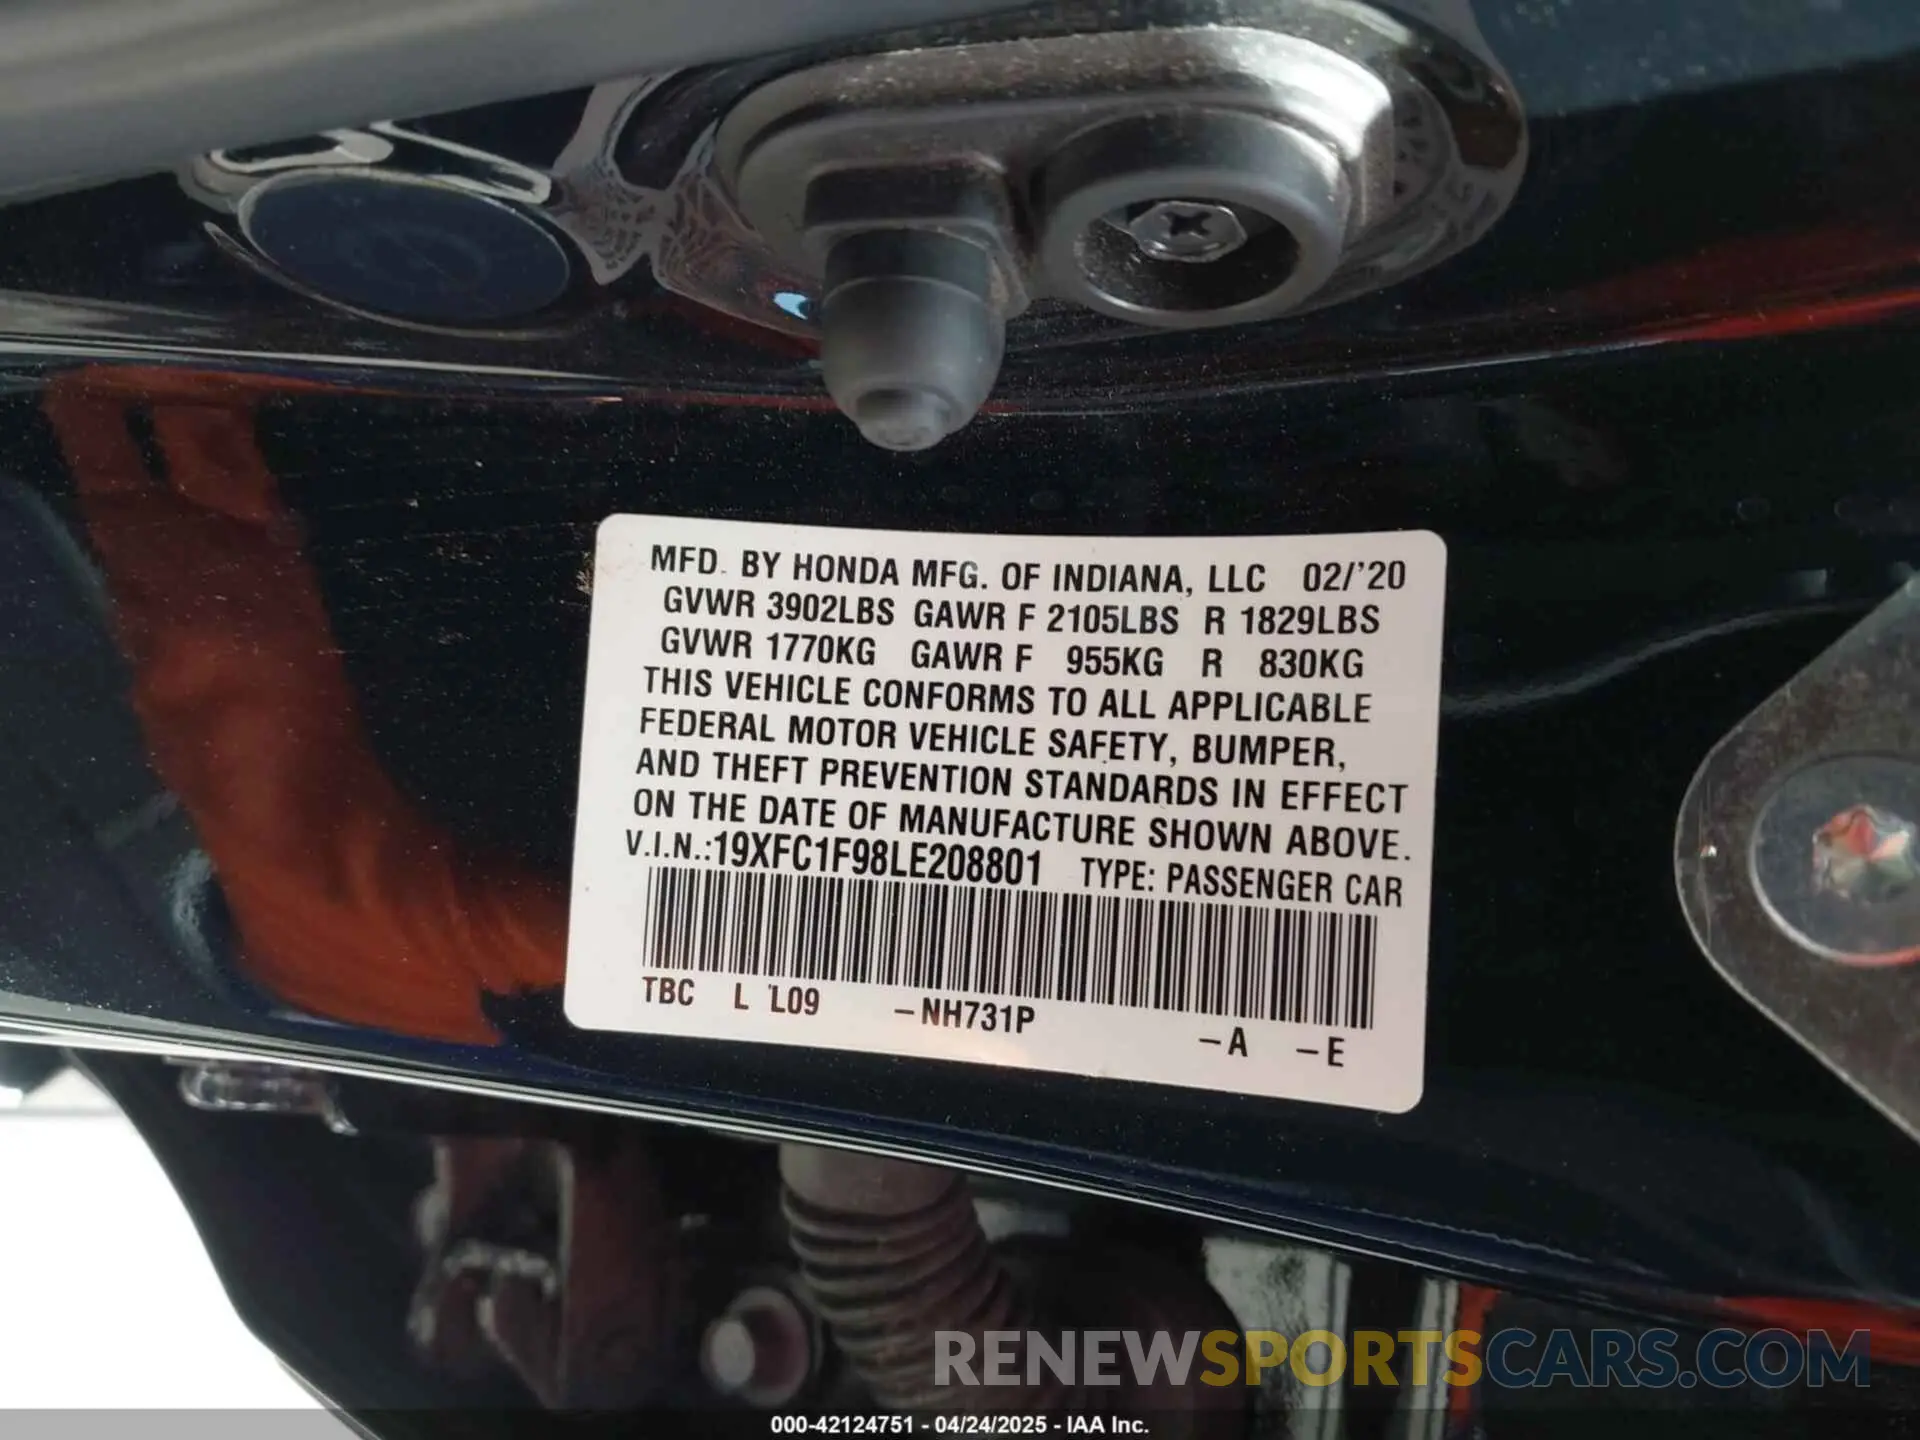 MFD. BY HONDA MFG. OF INDIANA, LLC 02/'20
GVWR 3902LBS GAWR F 2105LBS R 1829LBS
GVWR 1770KG GAWR F 955KG R 830KG
THIS VEHICLE CONFORMS TO ALL APPLICABLE
FEDERAL MOTOR VEHICLE SAFETY, BUMPER,
AND THEFT PREVENTION STANDARDS IN EFFECT
ON THE DATE OF MANUFACTURE SHOWN ABOVE.
V.I.N.:19XFC1F98LE208801 TYPE: PASSENGER CAR
TBC L L09 –NH731P –A –E
RENEWSPORTSCARS.COM
000-42124751 - 04/24/2025 - IAA Inc.